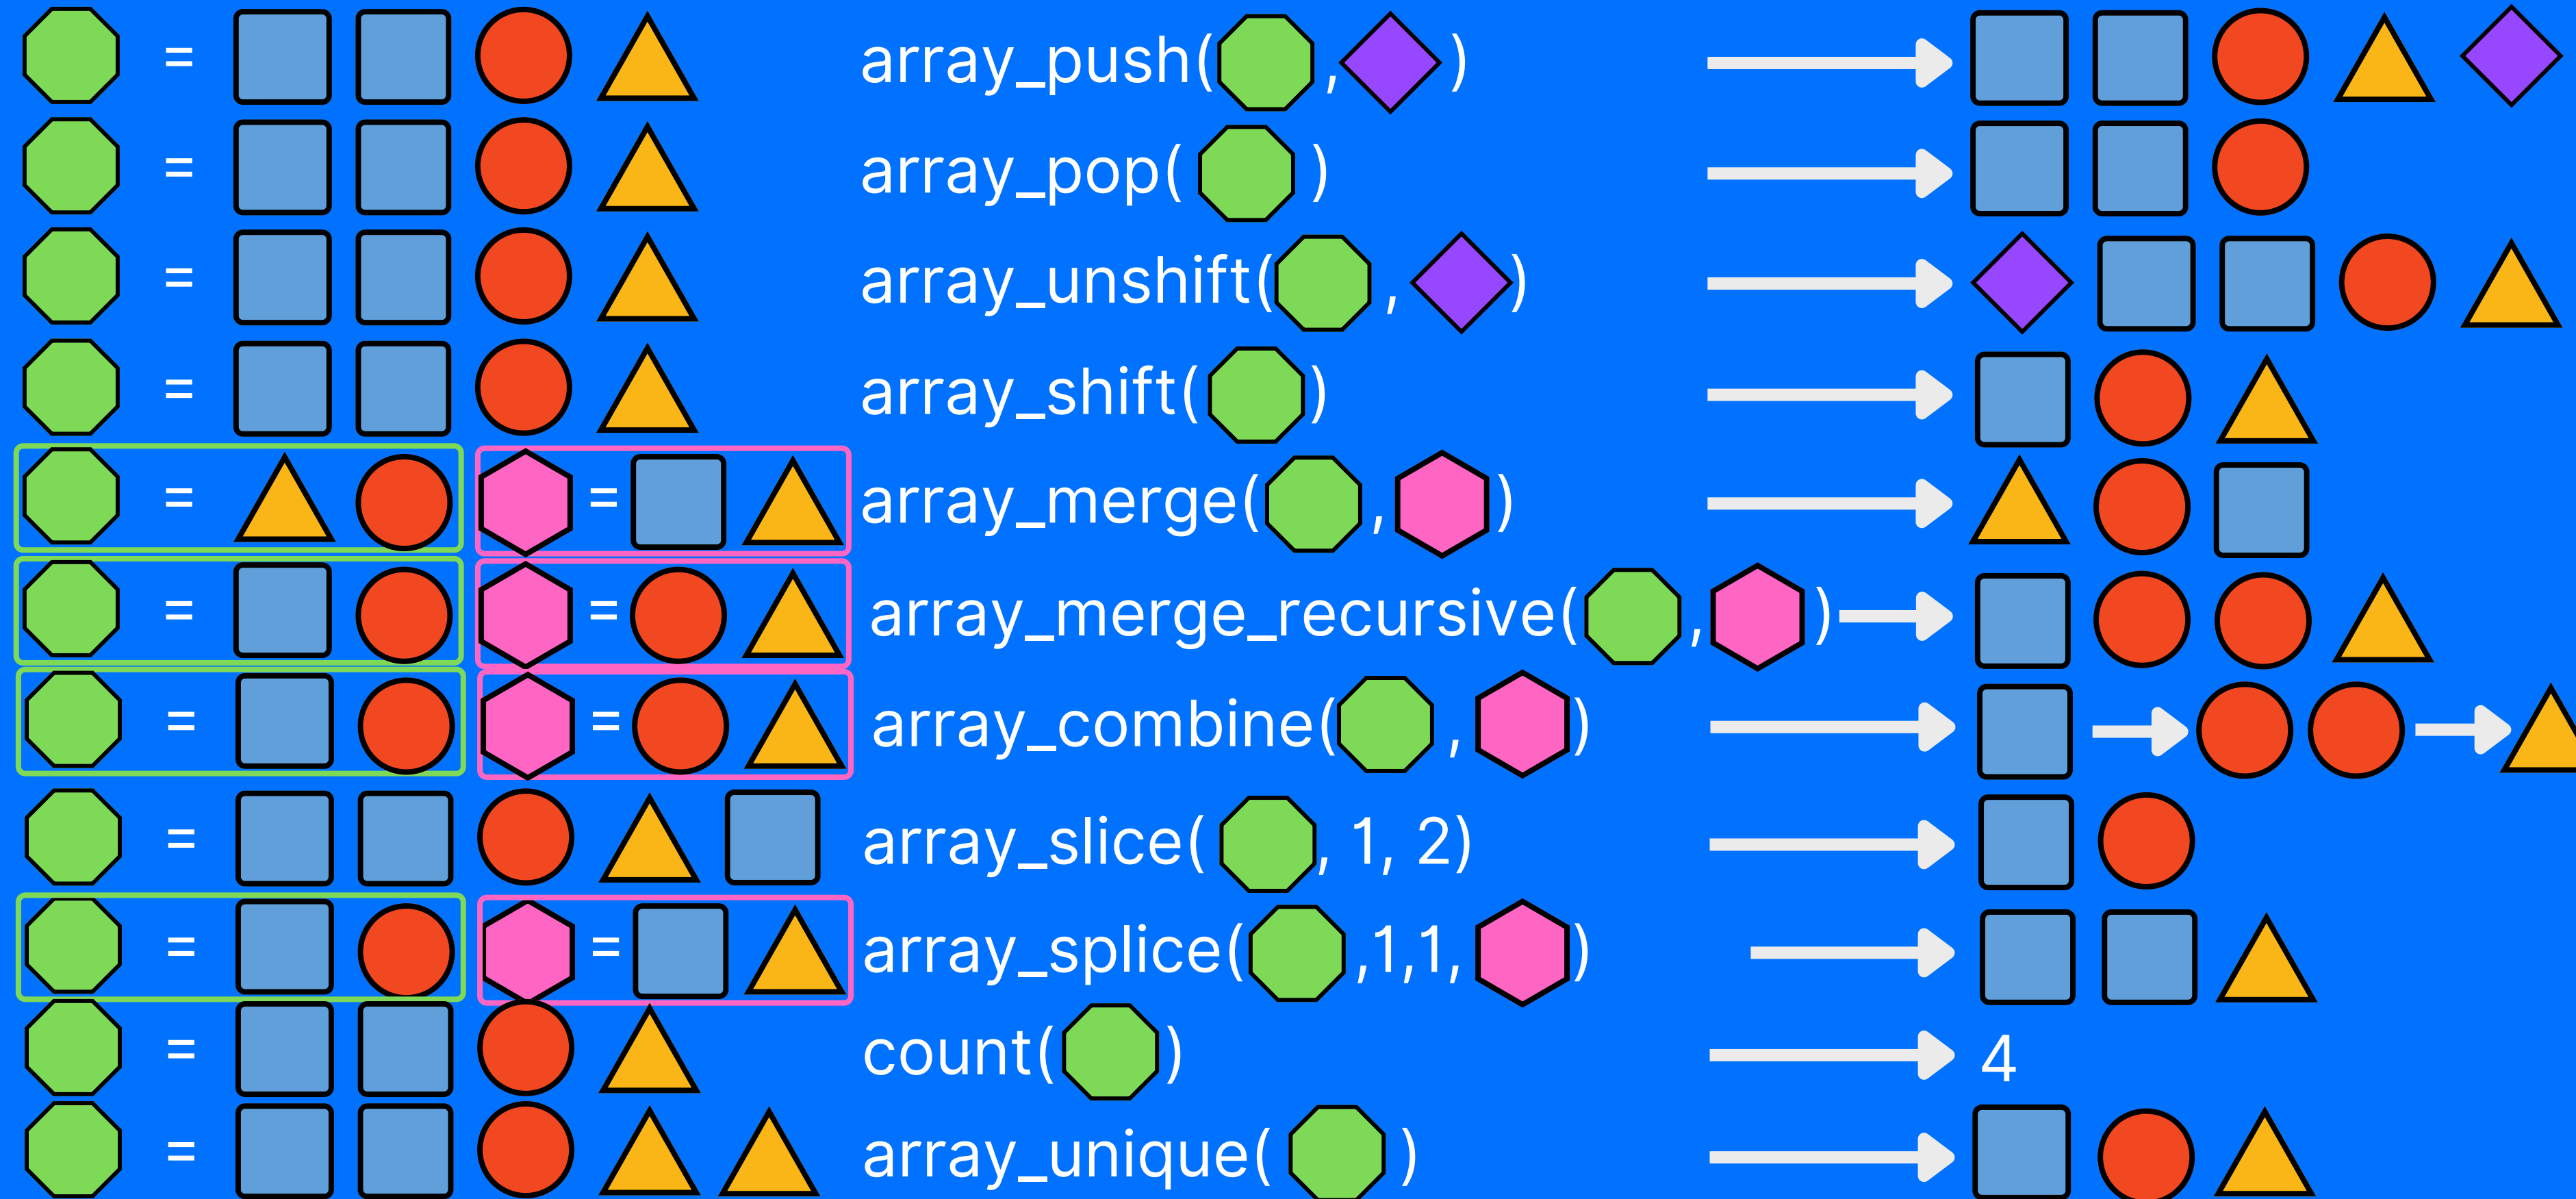 = array_push( , )
= array_pop( )
= array_unshift( , )
= array_shift( )
= = array_merge( , )
= = array_merge_recursive( , )
= = array_combine( , )
= array_slice( , 1, 2)
= = array_splice( ,1,1, )
= count( ) 4
= array_unique( )